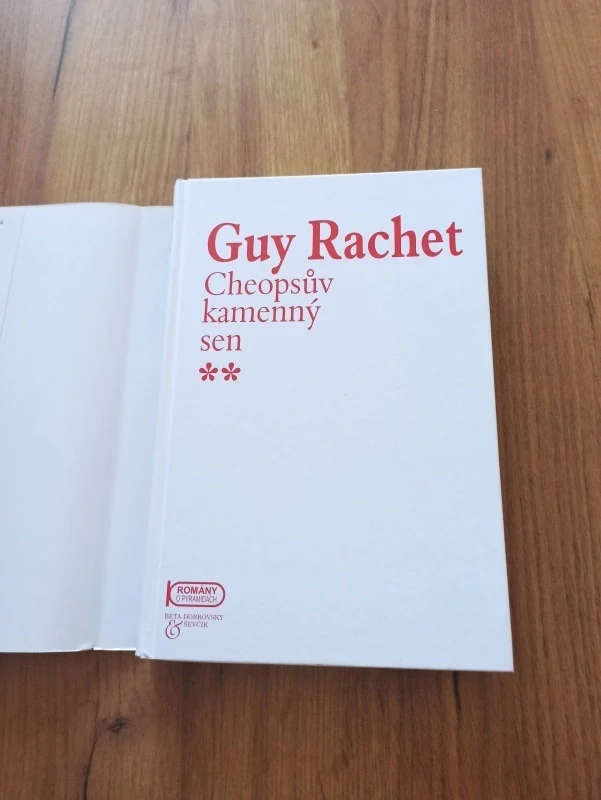 Guy Rachet
Cheopsův
kamenný
sen
**
ROMÁNY
O PYRAMIDÁCH
BETA-DOBROVSKÝ
& ŠEVČÍK